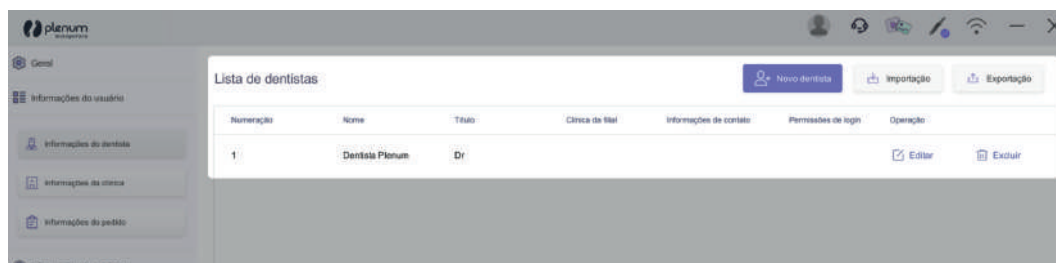 plenum
Geral
Informações do usuário
Informações do dentista
Informações da clínica
Informações do pedido
Lista de dentistas
Novo dentista
Importação
Exportação
Numeração Nome Título Clínica da filial Informações de contato Permissões de login Operação
1 Dentista Plenum Dr Editar Excluir